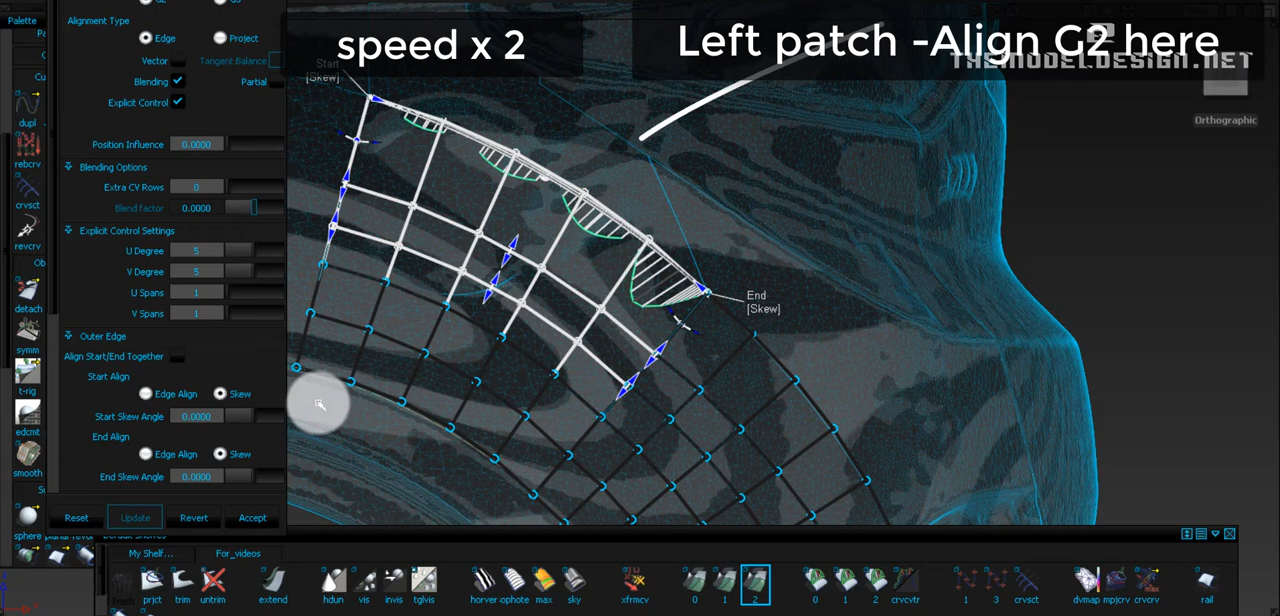 Palette
Alignment Type
Edge
Project
Vector
Tangent Balance
Blending
Partial
Explicit Control
Position Influence
0.0000
Blending Options
Extra CV Rows
0
Blend factor
0.0000
Explicit Control Settings
U Degree
5
V Degree
5
U Spans
1
V Spans
1
Outer Edge
Align Start/End Together
Start Align
Edge Align
Skew
Start Skew Angle
0.0000
End Align
Edge Align
Skew
End Skew Angle
0.0000
Reset
Update
Revert
Accept
Cu
dupl
rebcrv
crvsct
revcrv
Ob
detach
symm
t-rig
edcmt
smooth
sphere
speed x 2
Left patch -Align G2 here
THEMODELDESIGN.NET
Orthographic
Start
[Skew]
End
[Skew]
My Shelf...
For_videos
Trash
prjct
trim
untrim
extend
hdun
vis
invis
tglvis
horver
max
sky
xfrmcv
0
1
2
0
1
2
crvcvtr
1
3
crvsct
dvmap
mpjcrv
crvcrv
rail